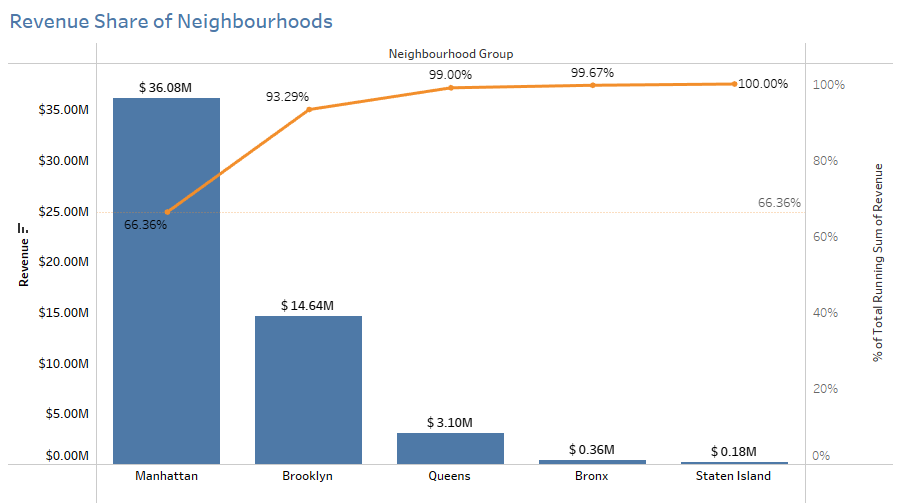 Revenue Share of Neighbourhoods
Neighbourhood Group
$ 36.08M
$ 14.64M
$ 3.10M
$ 0.36M
$ 0.18M
66.36%
93.29%
99.00%
99.67%
100.00%
66.36%
Revenue
$35.00M
$30.00M
$25.00M
$20.00M
$15.00M
$10.00M
$5.00M
$0.00M
100%
80%
60%
40%
20%
0%
% of Total Running Sum of Revenue
Manhattan
Brooklyn
Queens
Bronx
Staten Island